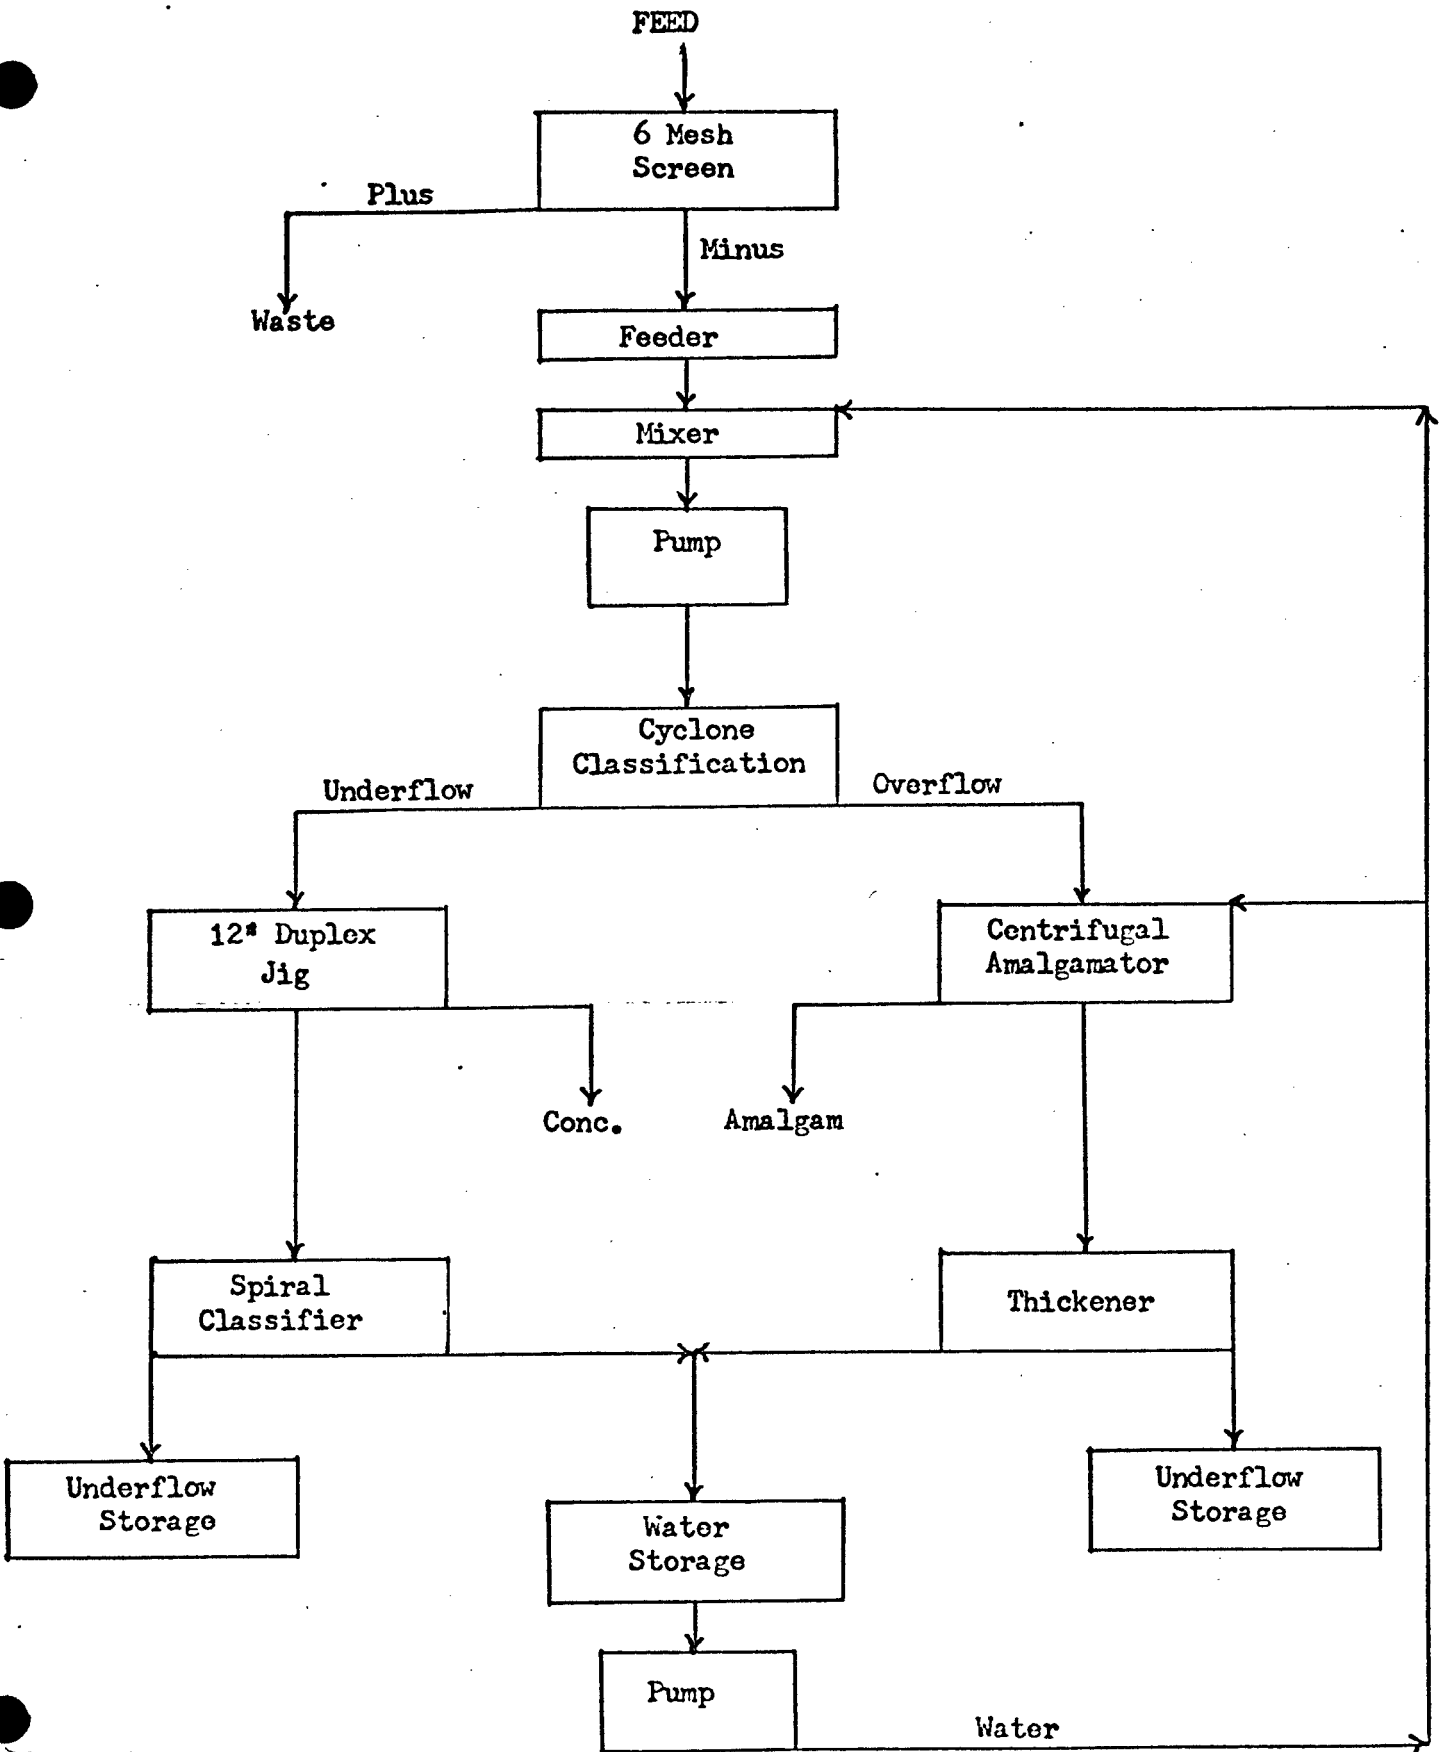 FEED
6 Mesh
Screen
Plus
Minus
Waste
Feeder
Mixer
Pump
Cyclone
Classification
Underflow
Overflow
12" Duplex
Jig
Centrifugal
Amalgamator
Conc.
Amalgam
Spiral
Classifier
Thickener
Underflow
Storage
Water
Storage
Underflow
Storage
Pump
Water